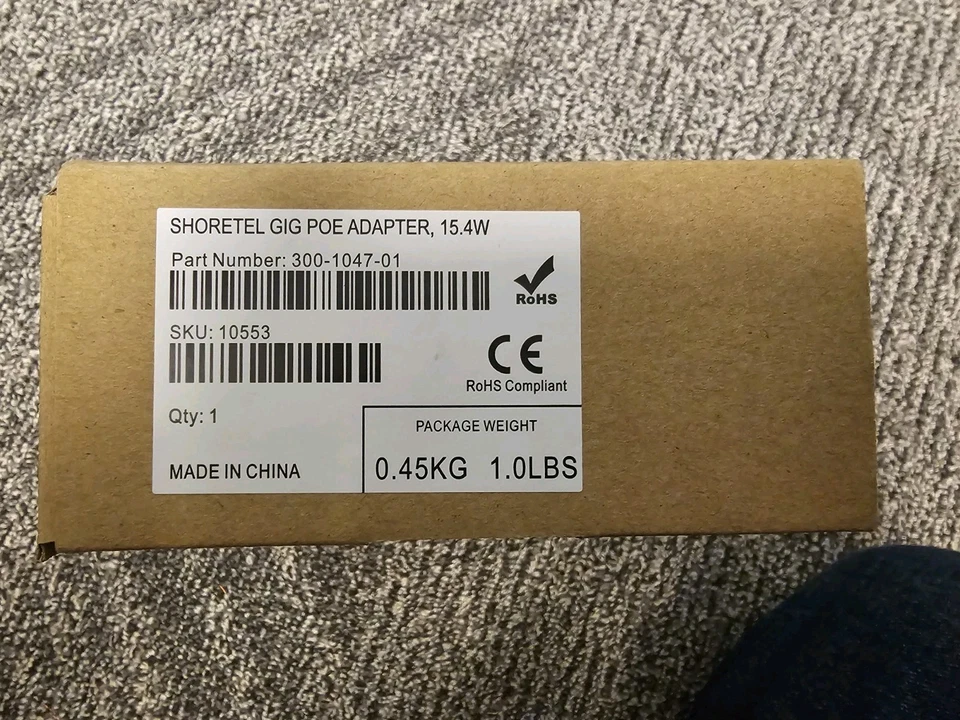 SHORETEL GIG POE ADAPTER, 15.4W
Part Number: 300-1047-01
RoHS
SKU: 10553
CE
RoHS Compliant
Qty: 1
PACKAGE WEIGHT
MADE IN CHINA
0.45KG 1.0LBS